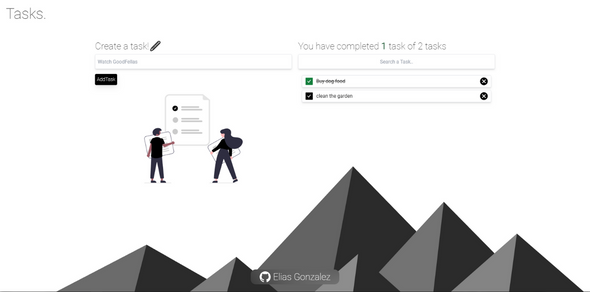 Tasks.
Create a task!
You have completed 1 task of 2 tasks
Watch GoodFellas
Search a Task..
AddTask
Buy dog food
clean the garden
Elias Gonzalez